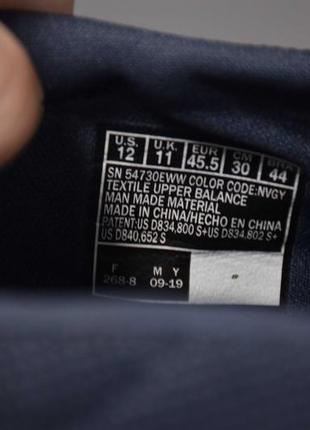 U.S. U.K. EUR CM BRA
12 11 45.5 30 44
SN 54730EWW COLOR CODE:NVGY
TEXTILE UPPER BALANCE
MAN MADE MATERIAL
MADE IN CHINA/HECHO EN CHINA
PATENT:US D834,800 S+US D834,802 S+
US D840,652 S
F M Y
268-8 09-19